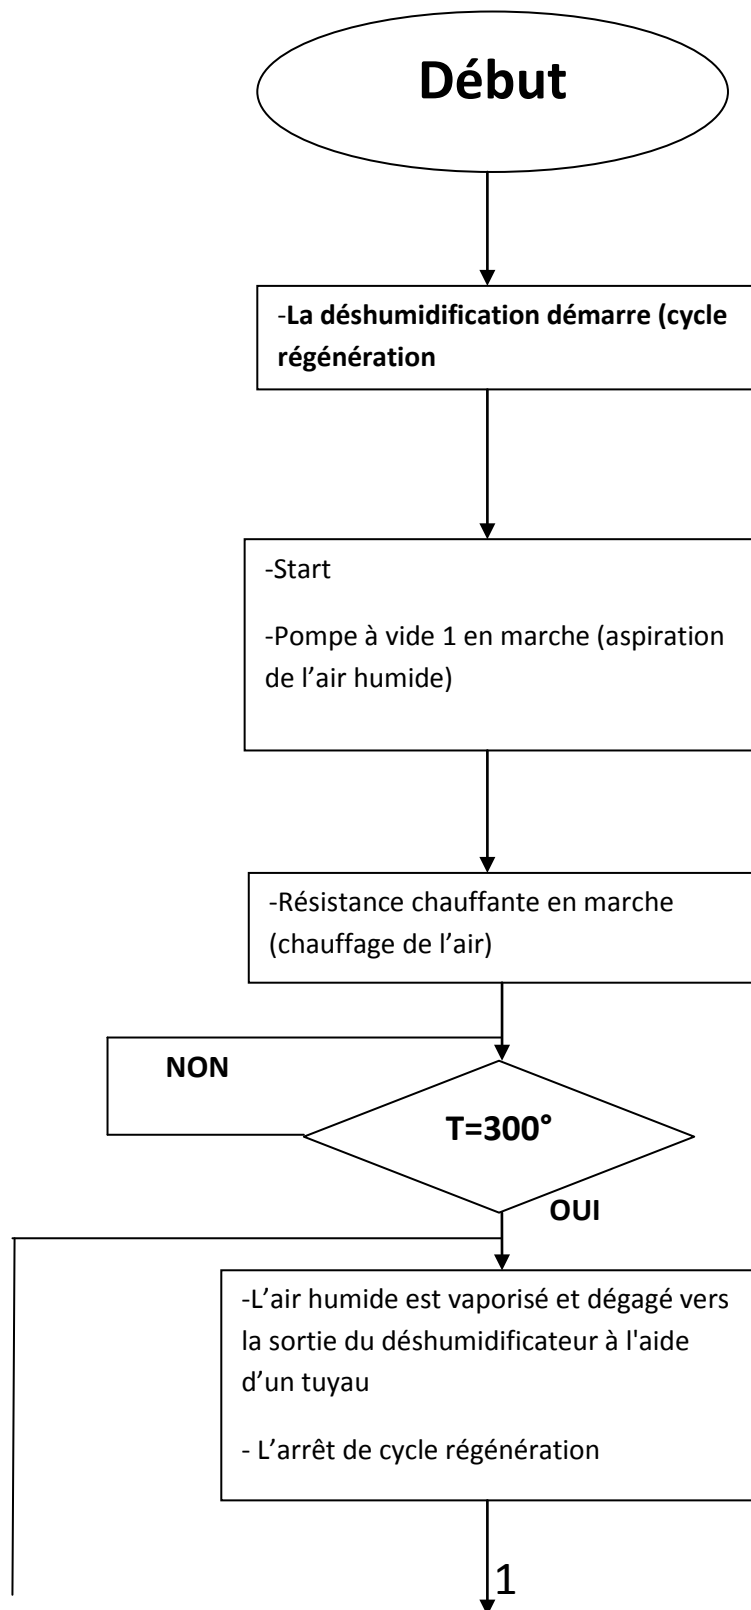 Début
-La déshumidification démarre (cycle
régénération
-Start
-Pompe à vide 1 en marche (aspiration
de l’air humide)
-Résistance chauffante en marche
(chauffage de l’air)
NON
T=300°
OUI
-L’air humide est vaporisé et dégagé vers
la sortie du déshumidificateur à l'aide
d’un tuyau
- L’arrêt de cycle régénération
1